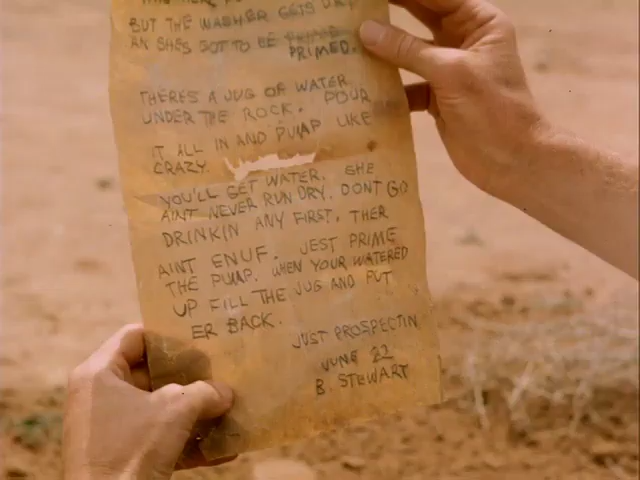 BUT THE WASHER GETS DRY
AN SHES GOT TO BE PRIME
PRIMED.
THERES A JUG OF WATER
UNDER THE ROCK. POUR
IT ALL IN AND PUMP LIKE
CRAZY.
YOU'LL GET WATER. SHE
AINT NEVER RUN DRY. DONT GO
DRINKIN ANY FIRST. THER
AINT ENUF. JEST PRIME
THE PUMP. WHEN YOUR WATERED
UP FILL THE JUG AND PUT
ER BACK.
JUST PROSPECTIN
JUNE 22
B. STEWART